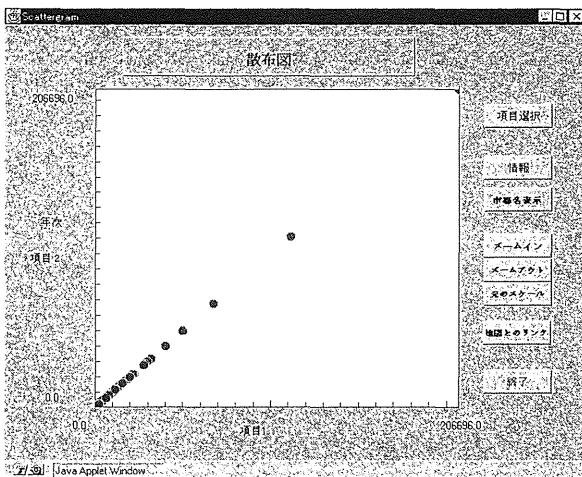 Scattergram
散布図
206696.0
年次
項目2
0.0
0.0
項目1
206696.0
項目選択
情報
市零名表示
ズームイン
ズームアウト
元のスケール
地図とのリンク
終了
Java Applet Window